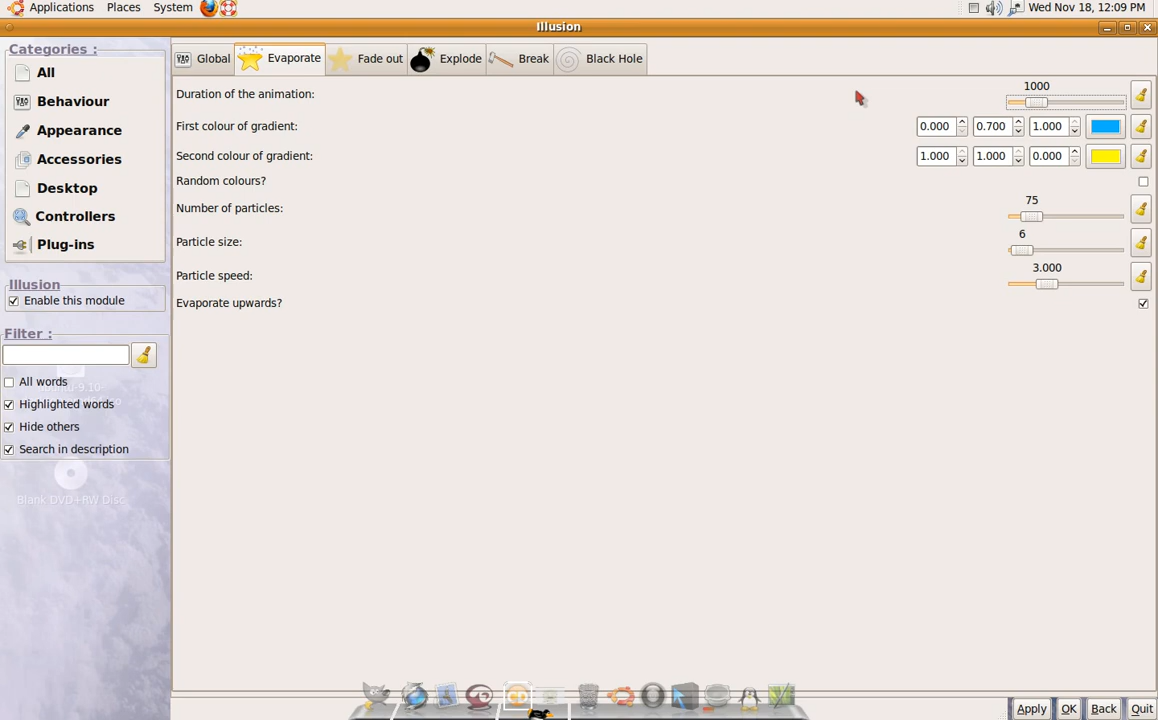 Applications Places System Wed Nov 18, 12:09 PM
Illusion
Categories :
All
Behaviour
Appearance
Accessories
Desktop
Controllers
Plug-ins
Illusion
Enable this module
Filter :
All words
Highlighted words
Hide others
Search in description
Blank DVD+RW Disc
Global Evaporate Fade out Explode Break Black Hole
Duration of the animation: 1000
First colour of gradient: 0.000 0.700 1.000
Second colour of gradient: 1.000 1.000 0.000
Random colours?
Number of particles: 75
Particle size: 6
Particle speed: 3.000
Evaporate upwards?
Apply OK Back Quit